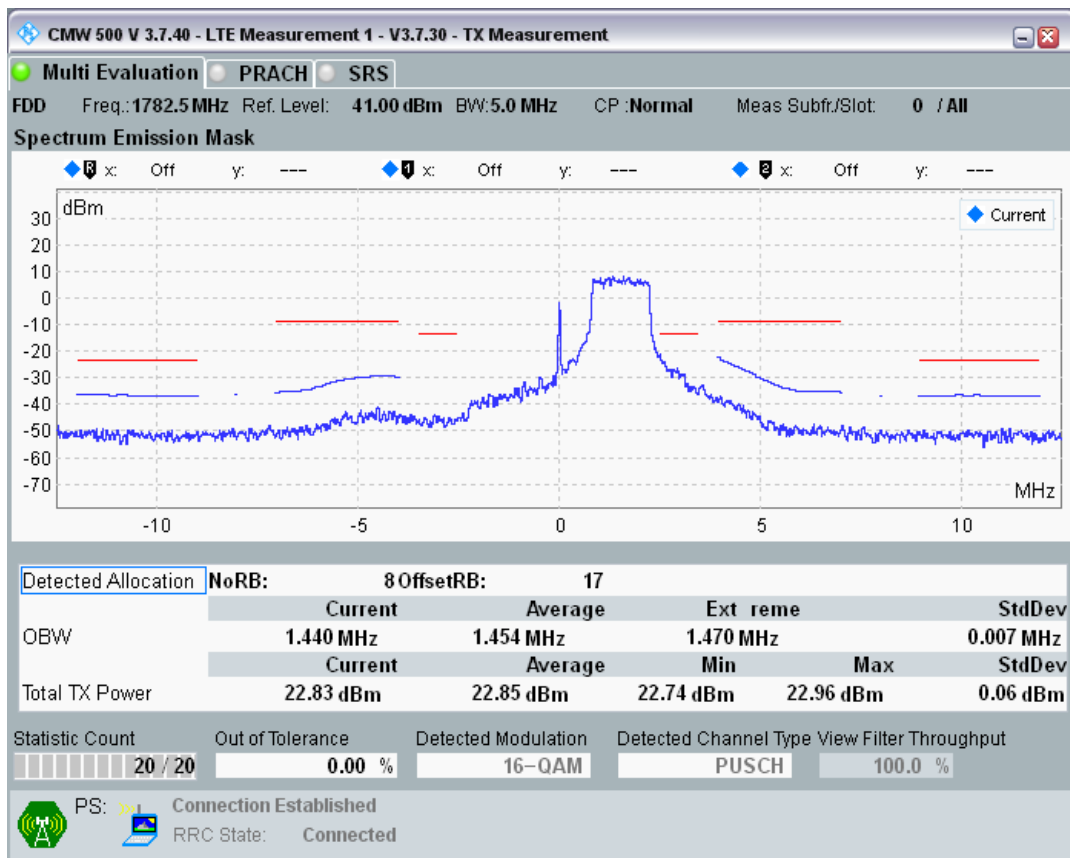 CMW 500 V 3.7.40 - LTE Measurement 1 - V3.7.30 - TX Measurement
Multi Evaluation PRACH SRS
FDD Freq.: 1782.5 MHz Ref. Level: 41.00 dBm BW: 5.0 MHz CP :Normal Meas Subfr./Slot: 0 / All
Spectrum Emission Mask
R x: Off y: --- 1 x: Off y: --- 2 x: Off y: ---
dBm
Current
30
20
10
0
-10
-20
-30
-40
-50
-60
-70
MHz
-10 -5 0 5 10
Detected Allocation NoRB: 8 OffsetRB: 17
Current Average Ext reme StdDev
OBW 1.440 MHz 1.454 MHz 1.470 MHz 0.007 MHz
Current Average Min Max StdDev
Total TX Power 22.83 dBm 22.85 dBm 22.74 dBm 22.96 dBm 0.06 dBm
Statistic Count Out of Tolerance Detected Modulation Detected Channel Type View Filter Throughput
20 / 20 0.00 % 16-QAM PUSCH 100.0 %
PS: Connection Established
RRC State: Connected